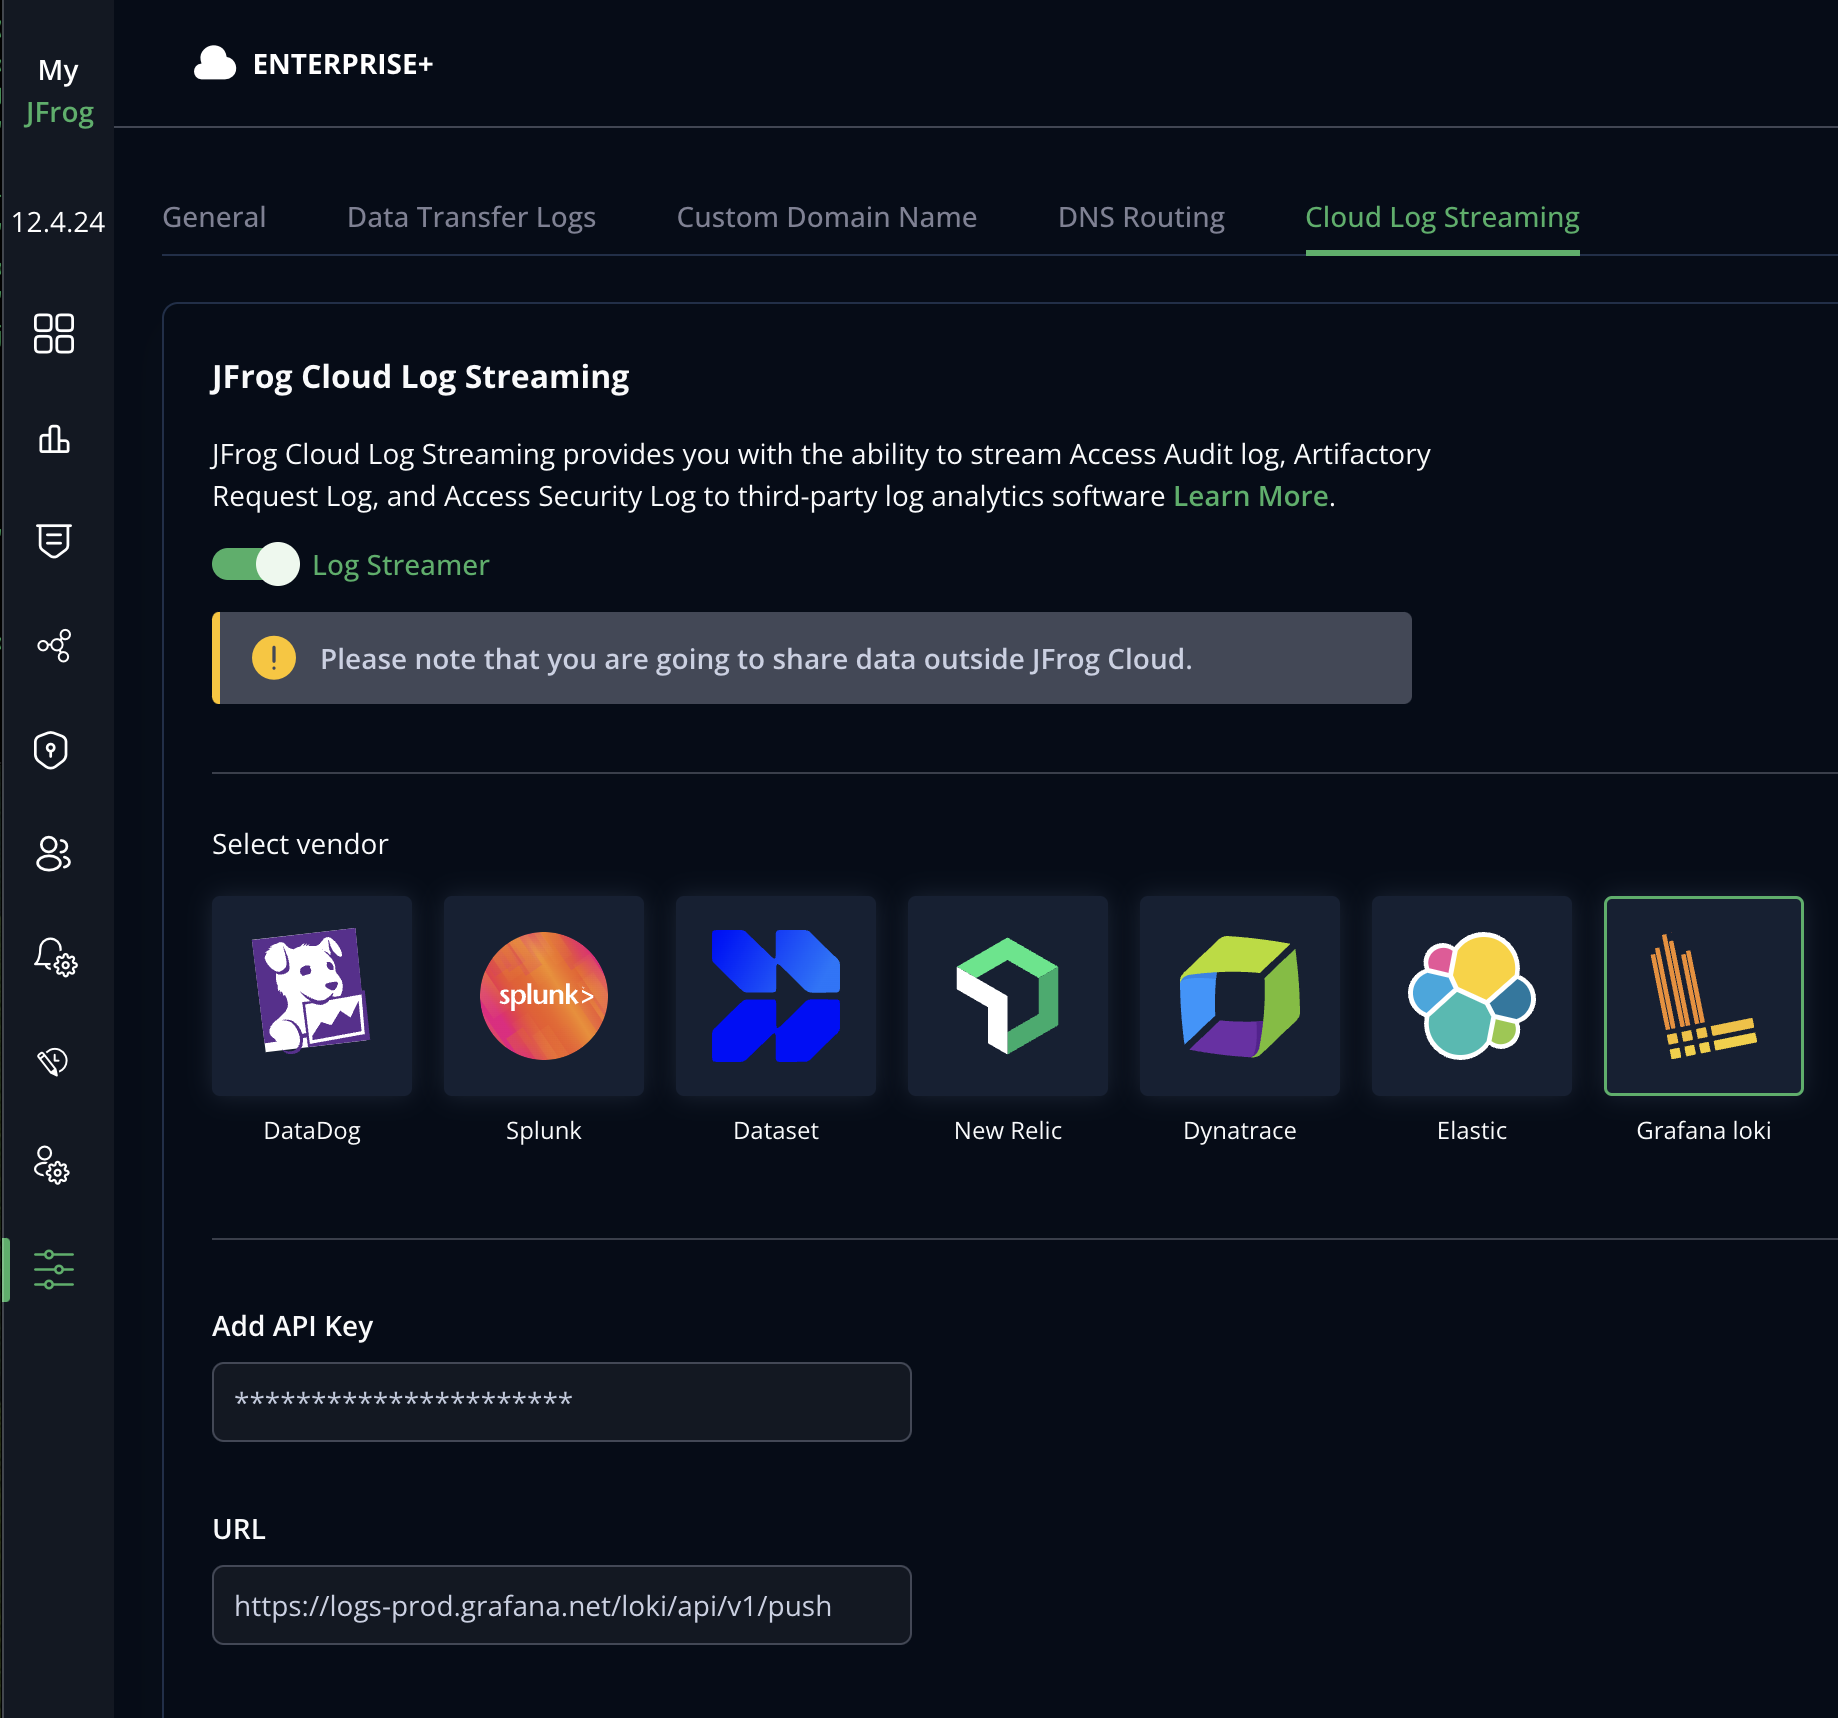 My
JFrog
12.4.24
ENTERPRISE+
General
Data Transfer Logs
Custom Domain Name
DNS Routing
Cloud Log Streaming
JFrog Cloud Log Streaming
JFrog Cloud Log Streaming provides you with the ability to stream Access Audit log, Artifactory
Request Log, and Access Security Log to third-party log analytics software Learn More.
Log Streamer
Please note that you are going to share data outside JFrog Cloud.
Select vendor
splunk>
DataDog
Splunk
Dataset
New Relic
Dynatrace
Elastic
Grafana loki
Add API Key
**********************
URL
https://logs-prod.grafana.net/loki/api/v1/push